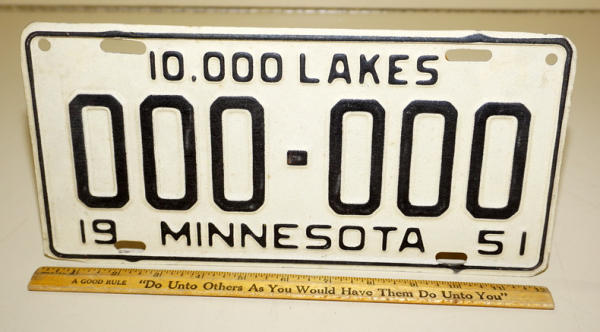 10,000 LAKES
000-000
19 MINNESOTA 51
A GOOD RULE "Do Unto Others As You Would Have Them Do Unto You"